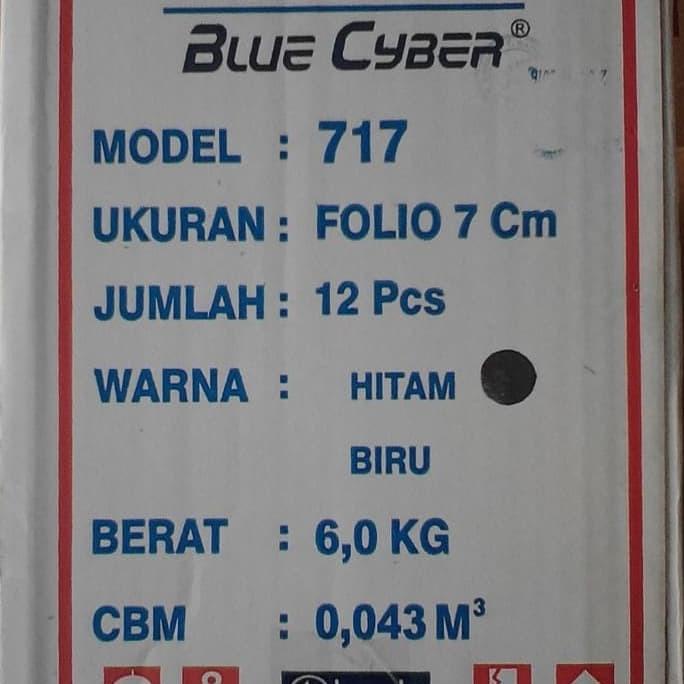 BLUE CYBER®
MODEL : 717
UKURAN : FOLIO 7 Cm
JUMLAH : 12 Pcs
WARNA : HITAM
BIRU
BERAT : 6,0 KG
CBM : 0,043 M³